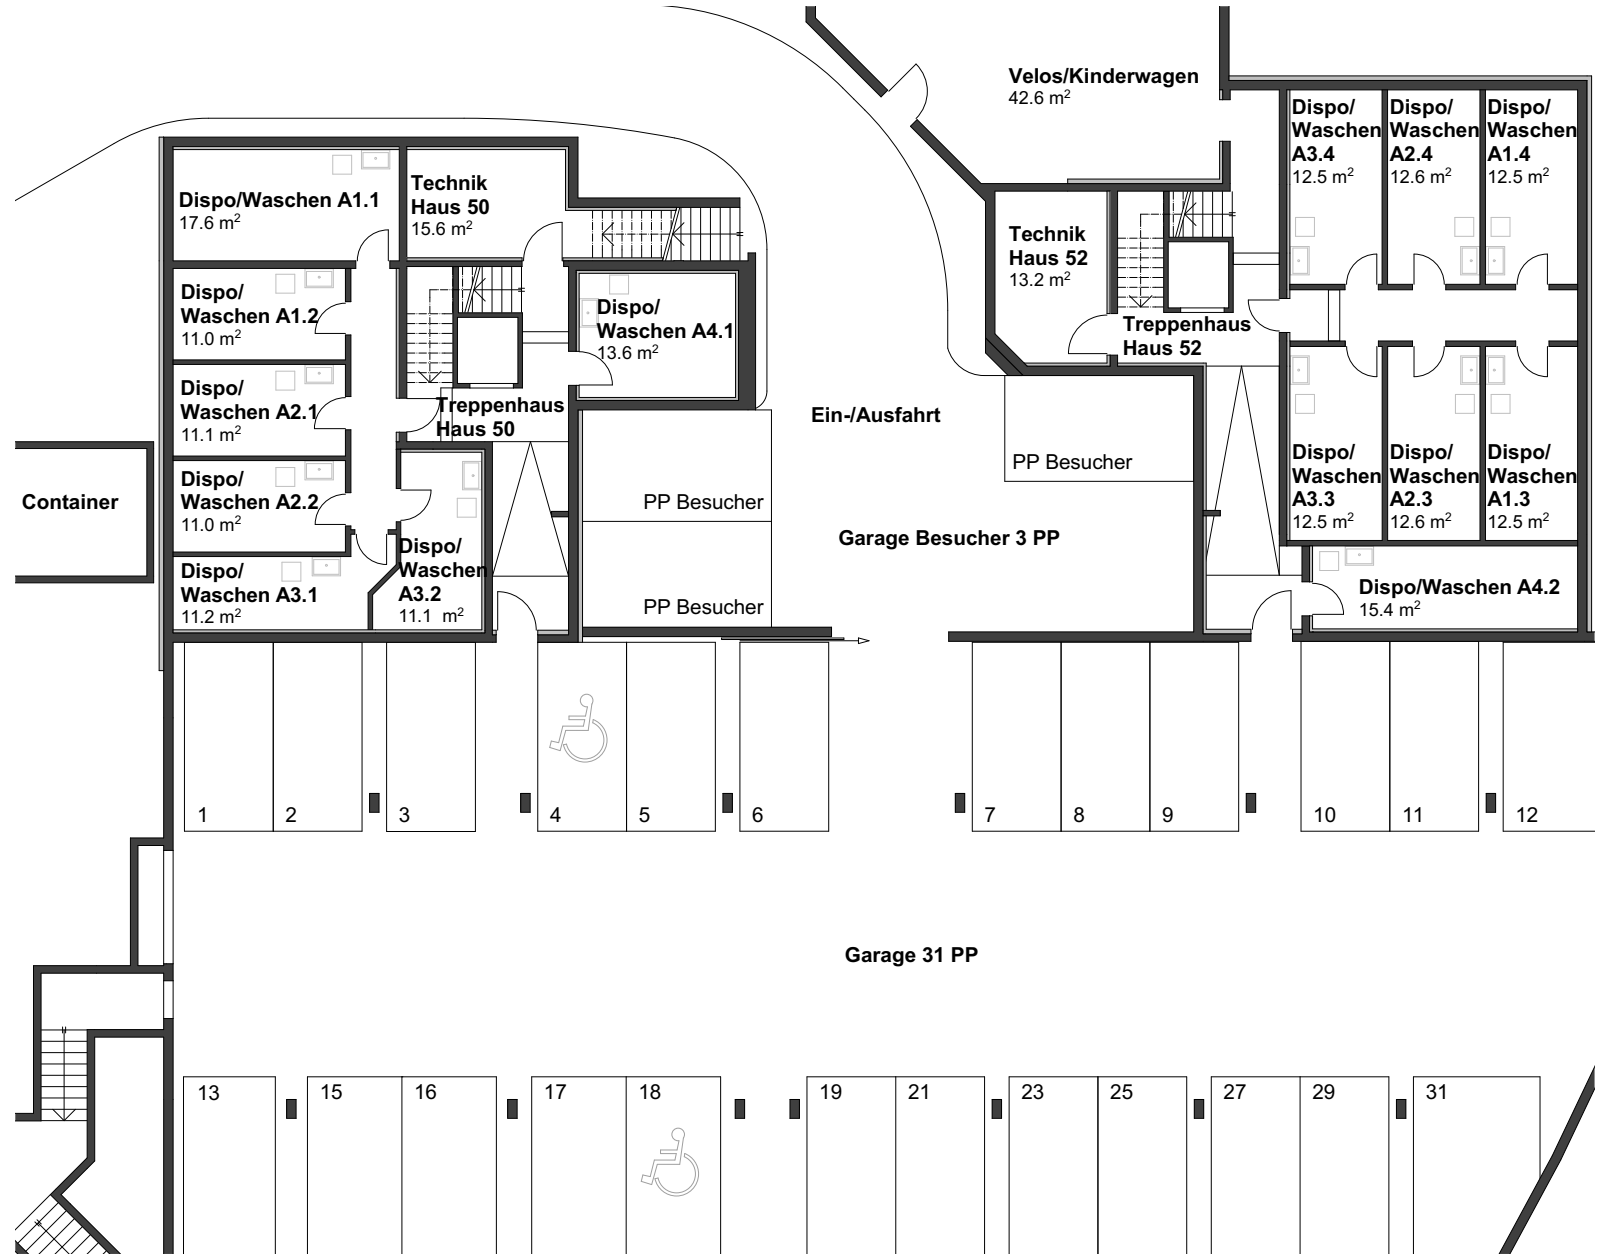 Velos/Kinderwagen
42.6 m²
Dispo/
Waschen
A3.4
12.5 m²
Dispo/
Waschen
A2.4
12.6 m²
Dispo/
Waschen
A1.4
12.5 m²
Dispo/Waschen A1.1
17.6 m²
Technik
Haus 50
15.6 m²
Technik
Haus 52
13.2 m²
Dispo/
Waschen A1.2
11.0 m²
Dispo/
Waschen A4.1
13.6 m²
Treppenhaus
Haus 52
Dispo/
Waschen A2.1
11.1 m²
Treppenhaus
Haus 50
Ein-/Ausfahrt
PP Besucher
Dispo/
Waschen
A3.3
12.5 m²
Dispo/
Waschen
A2.3
12.6 m²
Dispo/
Waschen
A1.3
12.5 m²
Container
Dispo/
Waschen A2.2
11.0 m²
PP Besucher
Garage Besucher 3 PP
Dispo/
Waschen A3.1
11.2 m²
Dispo/
Waschen
A3.2
11.1 m²
PP Besucher
Dispo/Waschen A4.2
15.4 m²
1
2
3
4
5
6
7
8
9
10
11
12
Garage 31 PP
13
15
16
17
18
19
21
23
25
27
29
31